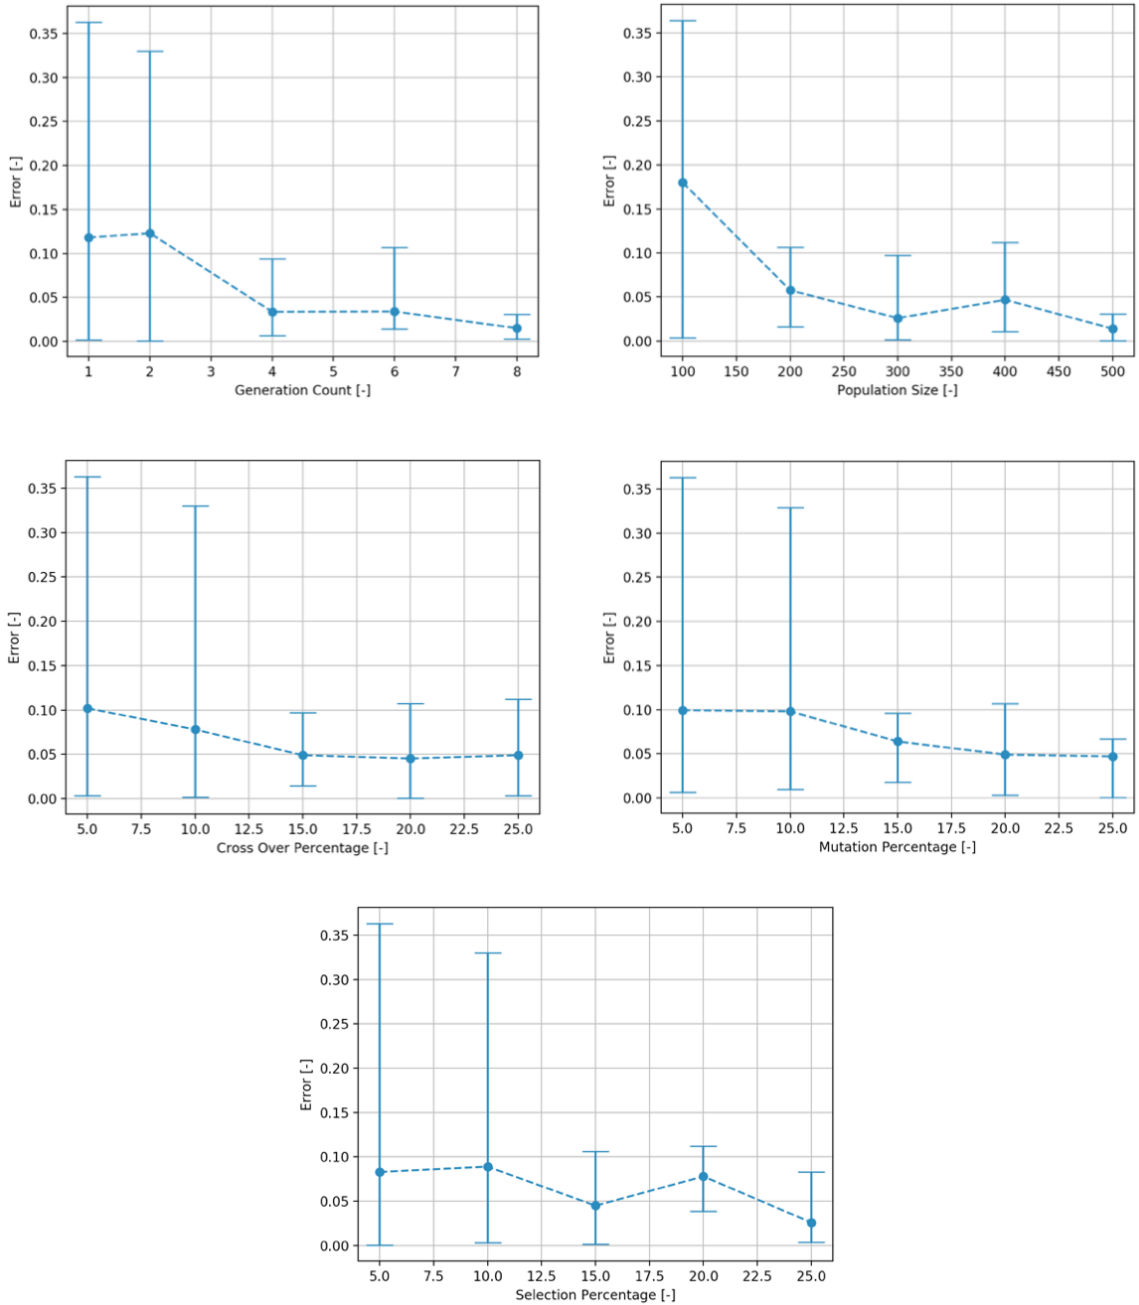 0.35
0.30
0.25
0.20
0.15
0.10
0.05
0.00
Error [-]
1 2 3 4 5 6 7 8
Generation Count [-]
0.35
0.30
0.25
0.20
0.15
0.10
0.05
0.00
Error [-]
100 150 200 250 300 350 400 450 500
Population Size [-]
0.35
0.30
0.25
0.20
0.15
0.10
0.05
0.00
Error [-]
5.0 7.5 10.0 12.5 15.0 17.5 20.0 22.5 25.0
Cross Over Percentage [-]
0.35
0.30
0.25
0.20
0.15
0.10
0.05
0.00
Error [-]
5.0 7.5 10.0 12.5 15.0 17.5 20.0 22.5 25.0
Mutation Percentage [-]
0.35
0.30
0.25
0.20
0.15
0.10
0.05
0.00
Error [-]
5.0 7.5 10.0 12.5 15.0 17.5 20.0 22.5 25.0
Selection Percentage [-]